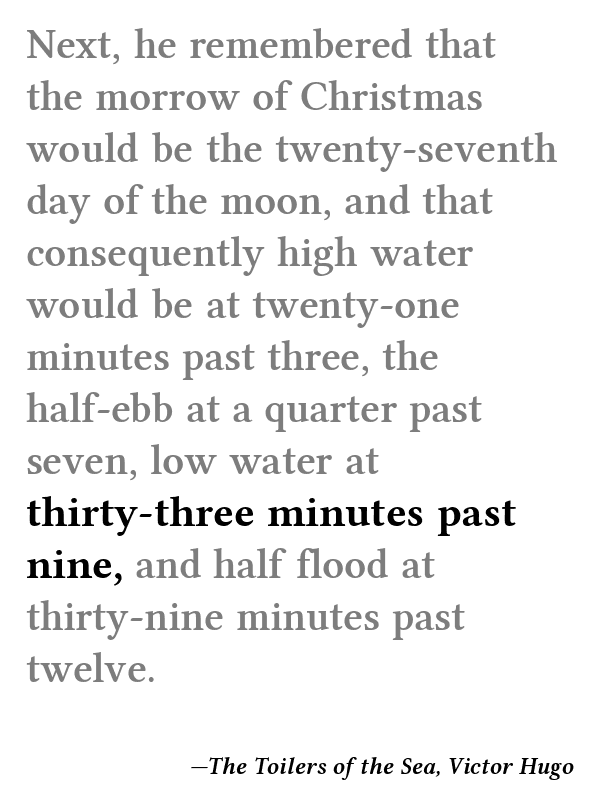 Next, he remembered that
the morrow of Christmas
would be the twenty-seventh
day of the moon, and that
consequently high water
would be at twenty-one
minutes past three, the
half-ebb at a quarter past
seven, low water at
thirty-three minutes past
nine, and half flood at
thirty-nine minutes past
twelve.
—The Toilers of the Sea, Victor Hugo